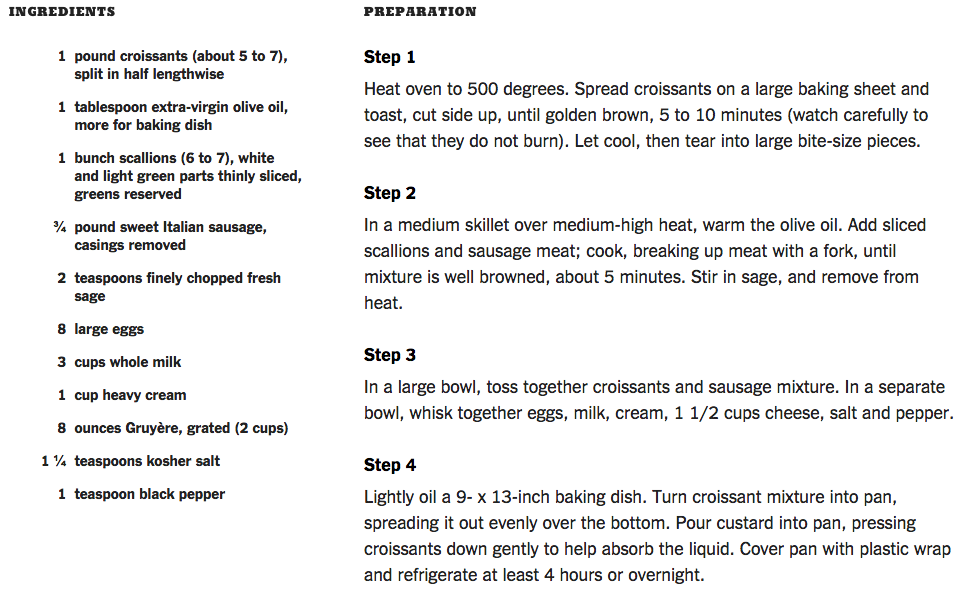 INGREDIENTS
1 pound croissants (about 5 to 7),
split in half lengthwise
1 tablespoon extra-virgin olive oil,
more for baking dish
1 bunch scallions (6 to 7), white
and light green parts thinly sliced,
greens reserved
¾ pound sweet Italian sausage,
casings removed
2 teaspoons finely chopped fresh
sage
8 large eggs
3 cups whole milk
1 cup heavy cream
8 ounces Gruyère, grated (2 cups)
1 ¼ teaspoons kosher salt
1 teaspoon black pepper
PREPARATION
Step 1
Heat oven to 500 degrees. Spread croissants on a large baking sheet and
toast, cut side up, until golden brown, 5 to 10 minutes (watch carefully to
see that they do not burn). Let cool, then tear into large bite-size pieces.
Step 2
In a medium skillet over medium-high heat, warm the olive oil. Add sliced
scallions and sausage meat; cook, breaking up meat with a fork, until
mixture is well browned, about 5 minutes. Stir in sage, and remove from
heat.
Step 3
In a large bowl, toss together croissants and sausage mixture. In a separate
bowl, whisk together eggs, milk, cream, 1 1/2 cups cheese, salt and pepper.
Step 4
Lightly oil a 9- x 13-inch baking dish. Turn croissant mixture into pan,
spreading it out evenly over the bottom. Pour custard into pan, pressing
croissants down gently to help absorb the liquid. Cover pan with plastic wrap
and refrigerate at least 4 hours or overnight.